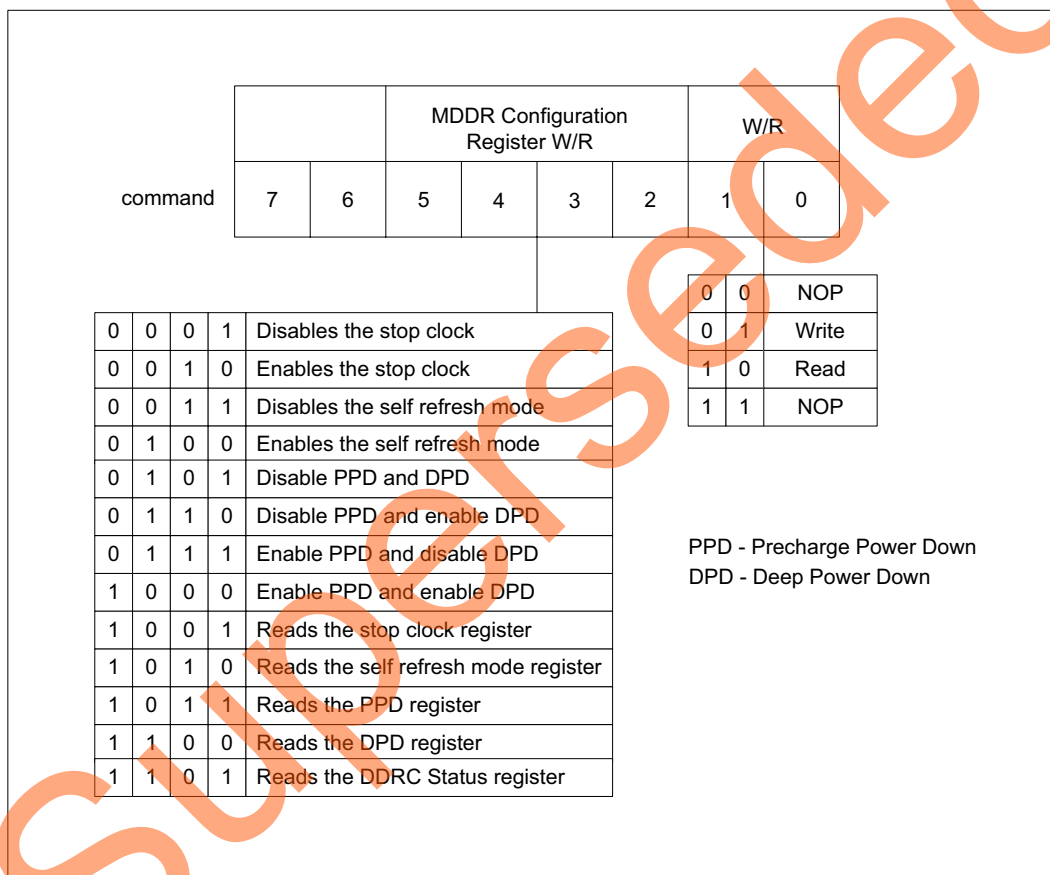 MDDR Configuration
Register W/R
W/R
command 7 6 5 4 3 2 1 0
0 0 NOP
0 1 Write
1 0 Read
1 1 NOP
0 0 0 1 Disables the stop clock
0 0 1 0 Enables the stop clock
0 0 1 1 Disables the self refresh mode
0 1 0 0 Enables the self refresh mode
0 1 0 1 Disable PPD and DPD
0 1 1 0 Disable PPD and enable DPD
0 1 1 1 Enable PPD and disable DPD
1 0 0 0 Enable PPD and enable DPD
1 0 0 1 Reads the stop clock register
1 0 1 0 Reads the self refresh mode register
1 0 1 1 Reads the PPD register
1 1 0 0 Reads the DPD register
1 1 0 1 Reads the DDRC Status register
PPD - Precharge Power Down
DPD - Deep Power Down
Superseded